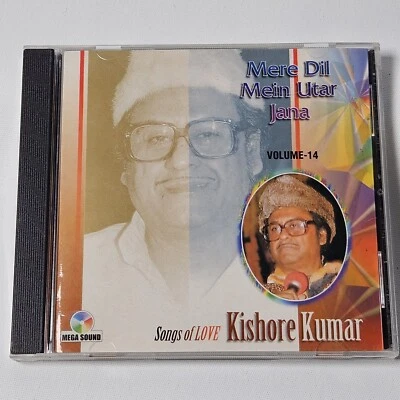 Mere Dil
Mein Utar
Jana
VOLUME-14
Songs of LOVE Kishore Kumar
MEGA SOUND